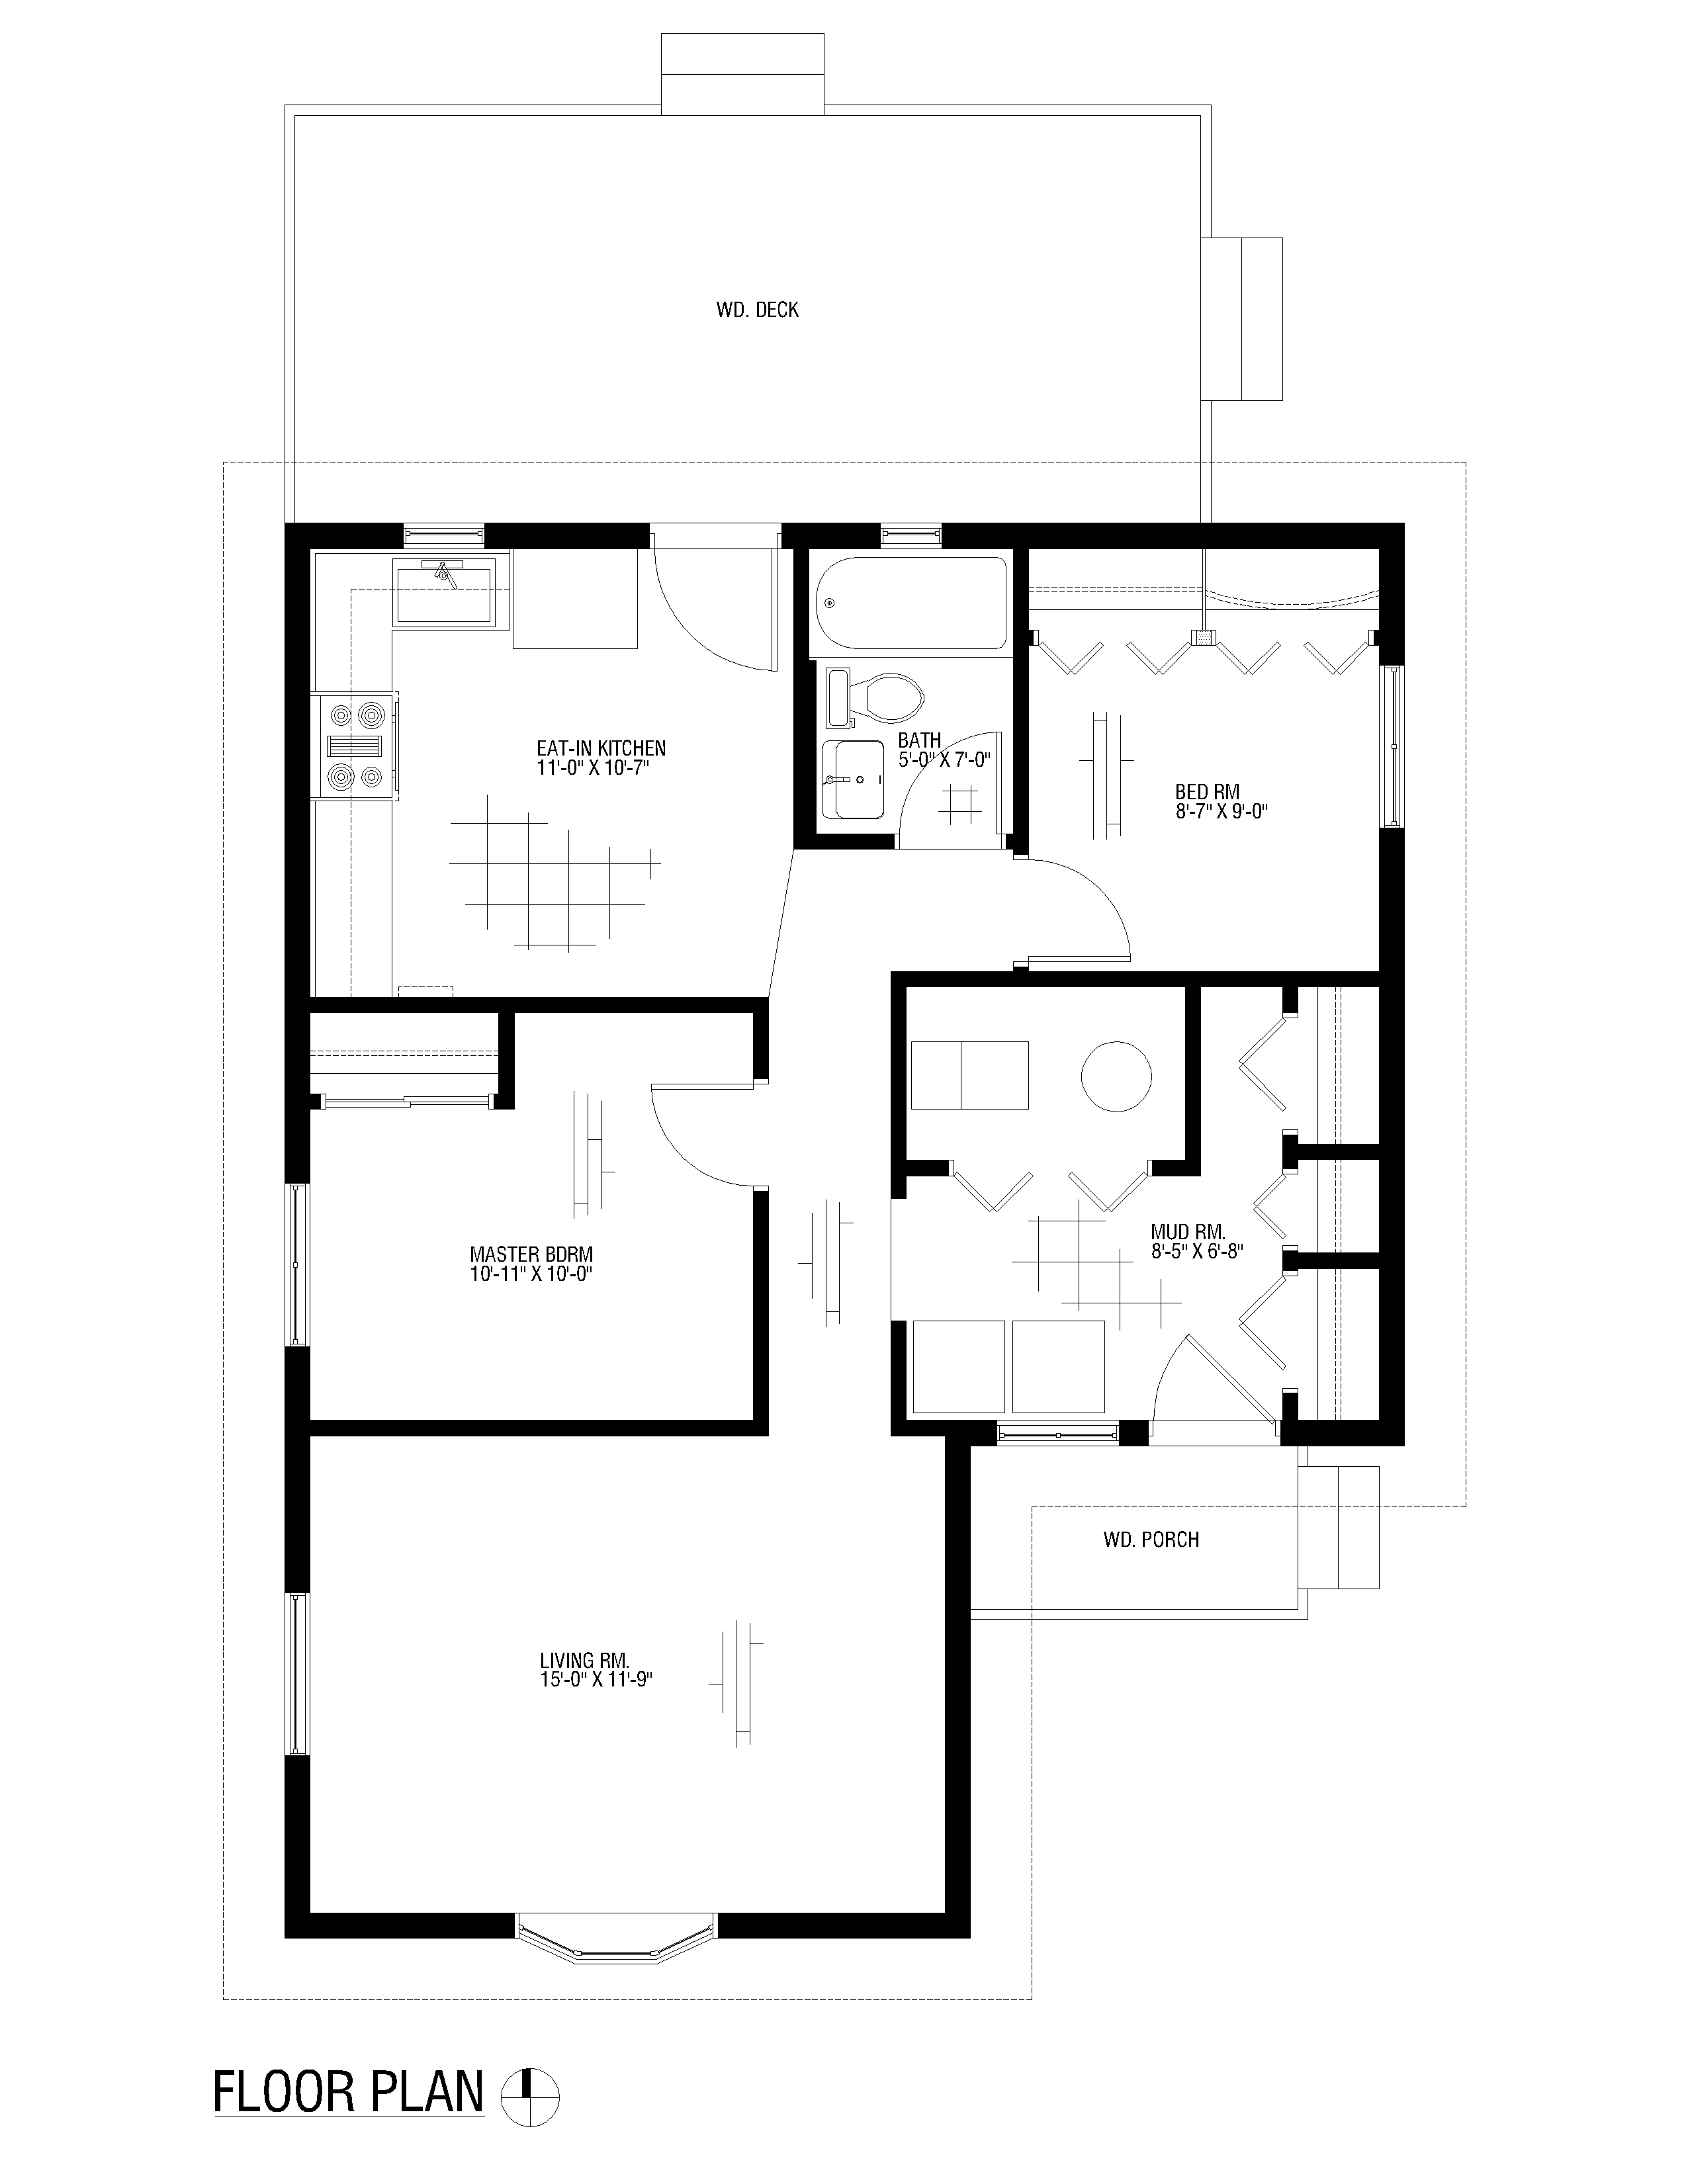 WD. DECK
EAT-IN KITCHEN
11'-0" X 10'-7"
BATH
5'-0" X 7'-0"
BED RM
8'-7" X 9'-0"
MASTER BDRM
10'-11" X 10'-0"
MUD RM.
8'-5" X 6'-8"
WD. PORCH
LIVING RM.
15'-0" X 11'-9"
FLOOR PLAN